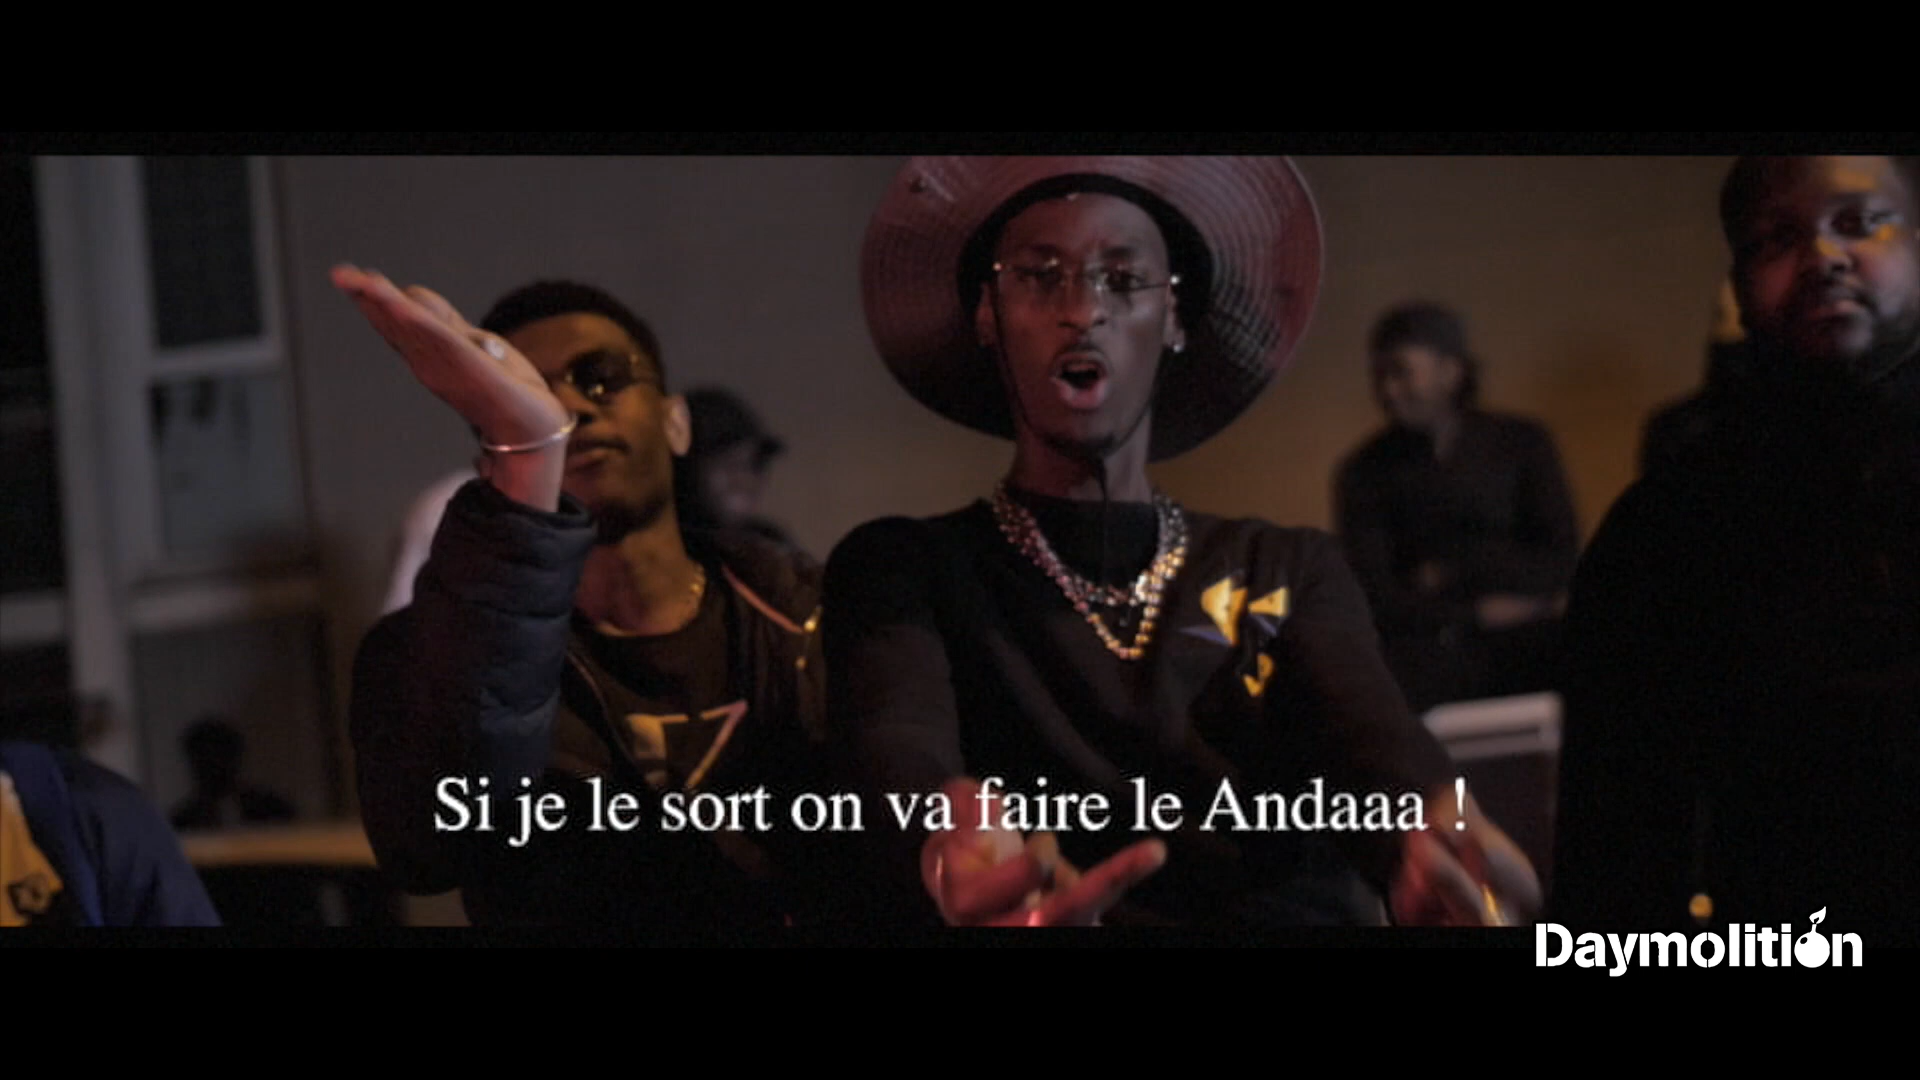 Si je le sort on va faire le Andaaa !
Daymolition